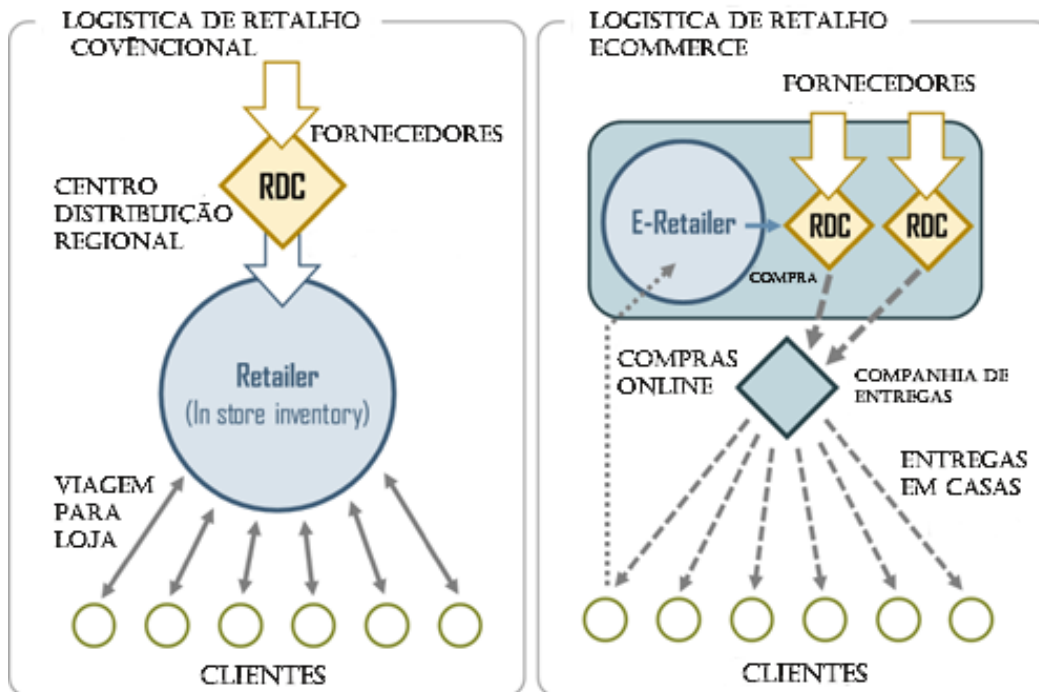 LOGISTICA DE RETALHO
COVÊNCIONAL
FORNECEDORES
RDC
CENTRO
DISTRIBUIÇÃO
REGIONAL
Retailer
(In store inventory)
VIAGEM
PARA
LOJA
CLIENTES
LOGISTICA DE RETALHO
ECOMMERCE
FORNECEDORES
E-Retailer
RDC
RDC
COMPRA
COMPRAS
ONLINE
COMPANHIA DE
ENTREGAS
ENTREGAS
EM CASAS
CLIENTES